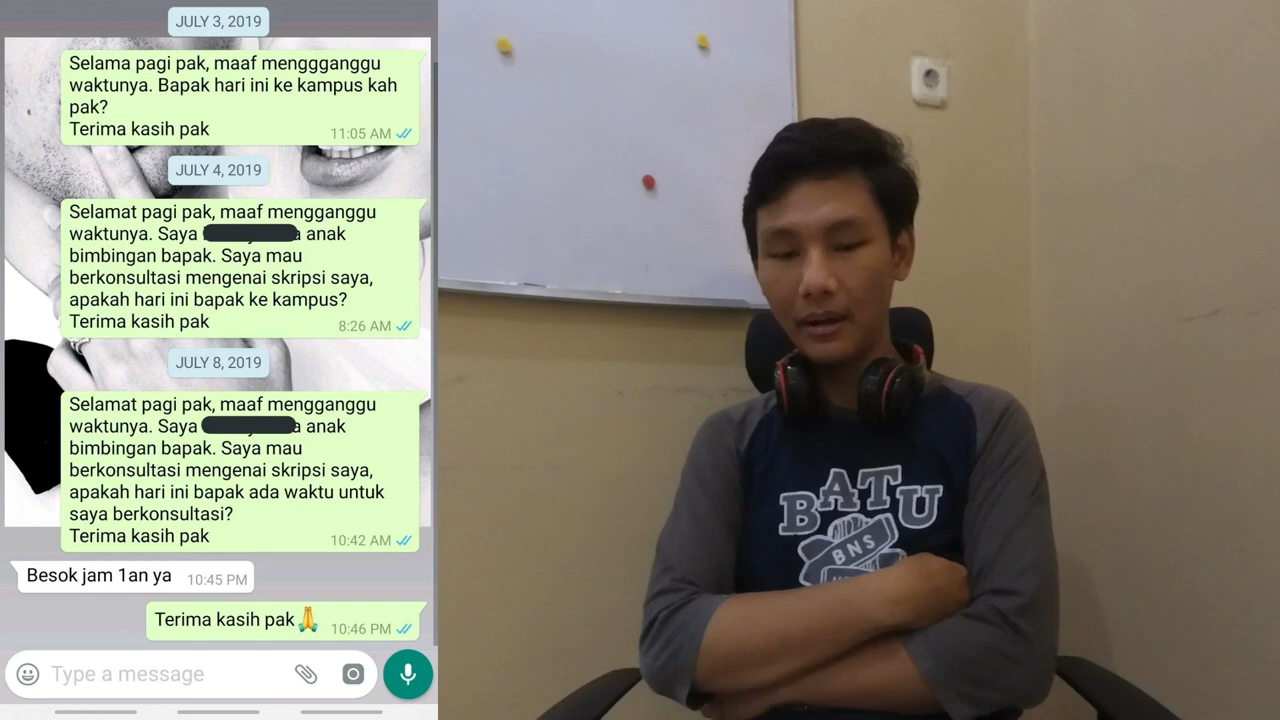 JULY 3, 2019
Selama pagi pak, maaf menggganggu
waktunya. Bapak hari ini ke kampus kah
pak?
Terima kasih pak
11:05 AM
JULY 4, 2019
Selamat pagi pak, maaf mengganggu
waktunya. Saya a anak
bimbingan bapak. Saya mau
berkonsultasi mengenai skripsi saya,
apakah hari ini bapak ke kampus?
Terima kasih pak
8:26 AM
JULY 8, 2019
Selamat pagi pak, maaf mengganggu
waktunya. Saya a anak
bimbingan bapak. Saya mau
berkonsultasi mengenai skripsi saya,
apakah hari ini bapak ada waktu untuk
saya berkonsultasi?
Terima kasih pak
10:42 AM
Besok jam 1an ya 10:45 PM
Terima kasih pak🙏 10:46 PM
Type a message
BATU
BNS